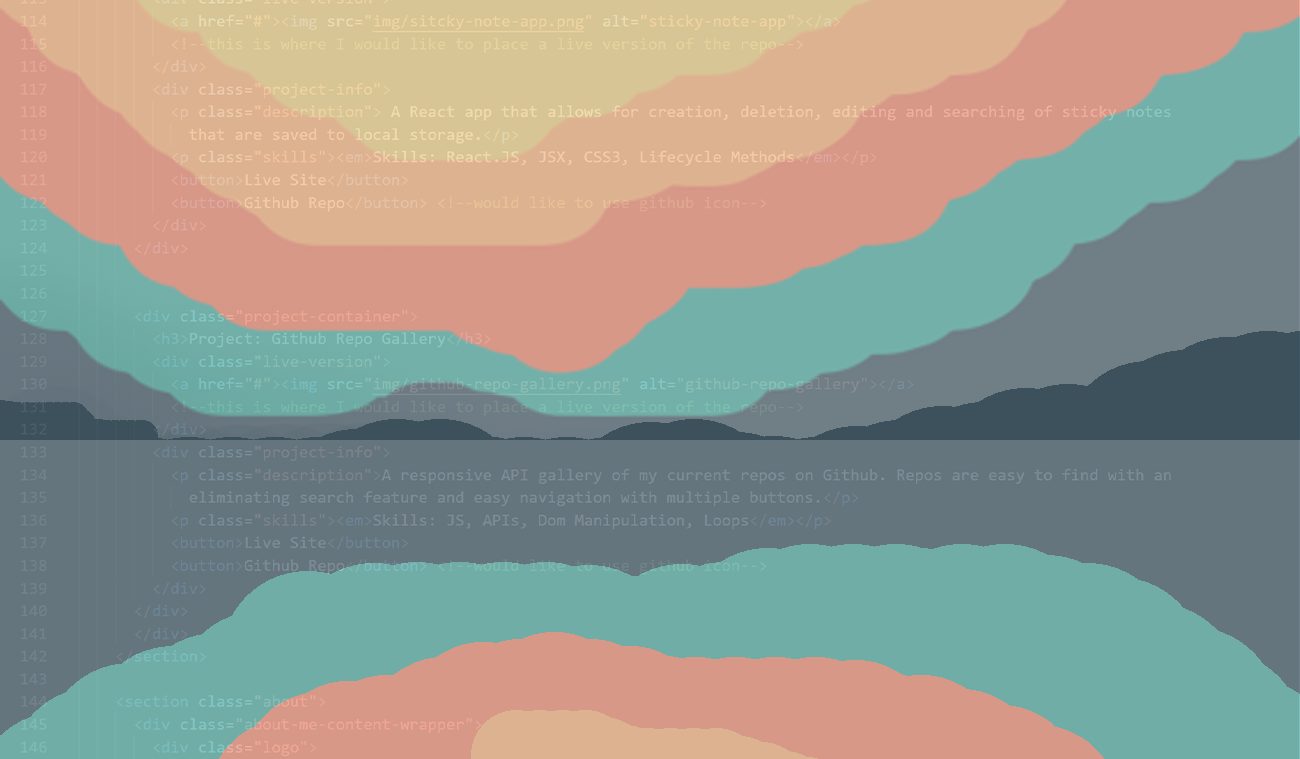 113 <div class="live-version">
114 <a href="#"><img src="img/sitcky-note-app.png" alt="sticky-note-app"></a>
115 <!--this is where I would like to place a live version of the repo-->
116 </div>
117 <div class="project-info">
118 <p class="description"> A React app that allows for creation, deletion, editing and searching of sticky notes
119 that are saved to local storage.</p>
120 <p class="skills"><em>Skills: React.JS, JSX, CSS3, Lifecycle Methods</em></p>
121 <button>Live Site</button>
122 <button>Github Repo</button> <!--would like to use github icon-->
123 </div>
124 </div>
125
126
127 <div class="project-container">
128 <h3>Project: Github Repo Gallery</h3>
129 <div class="live-version">
130 <a href="#"><img src="img/github-repo-gallery.png" alt="github-repo-gallery"></a>
131 <!--this is where I would like to place a live version of the repo-->
132 </div>
133 <div class="project-info">
134 <p class="description">A responsive API gallery of my current repos on Github. Repos are easy to find with an
135 eliminating search feature and easy navigation with multiple buttons.</p>
136 <p class="skills"><em>Skills: JS, APIs, Dom Manipulation, Loops</em></p>
137 <button>Live Site</button>
138 <button>Github Repo</button> <!--would like to use github icon-->
139 </div>
140 </div>
141 </div>
142 </section>
143
144 <section class="about">
145 <div class="about-me-content-wrapper">
146 <div class="logo">